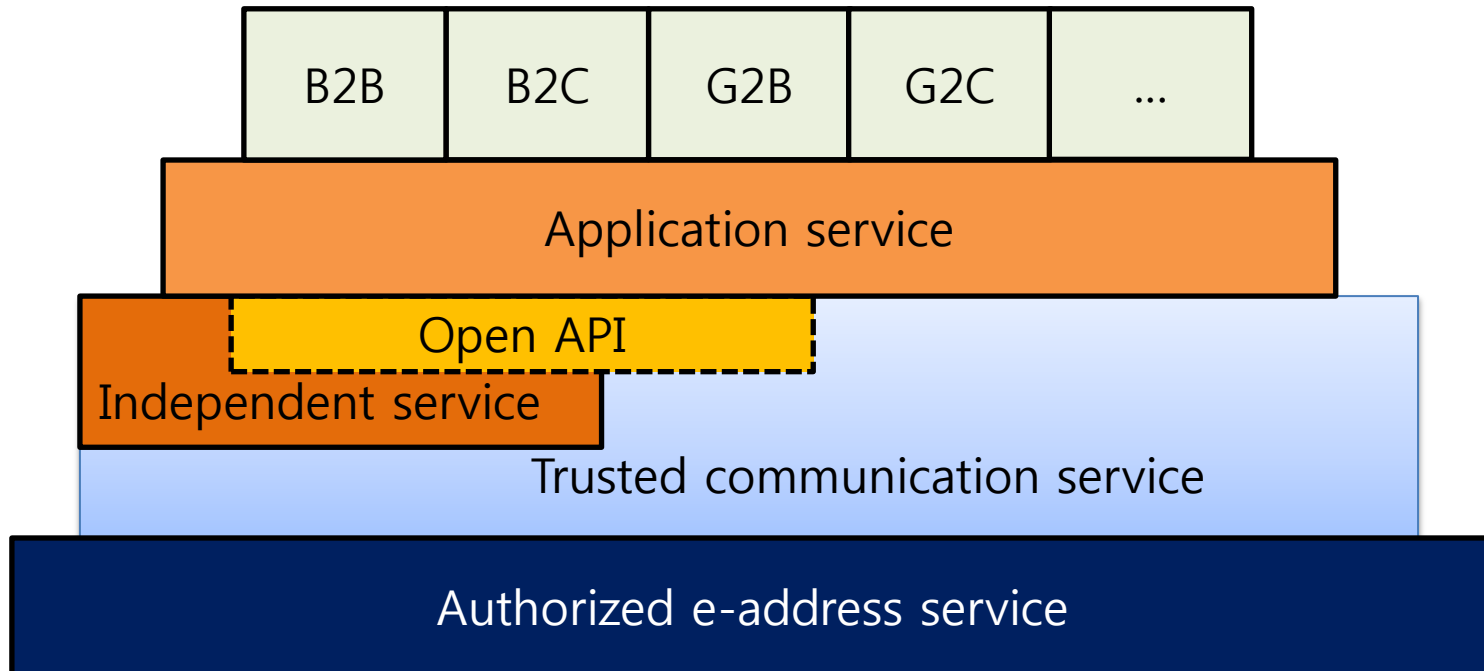 B2B B2C G2B G2C ...
Application service
Open API
Independent service
Trusted communication service
Authorized e-address service